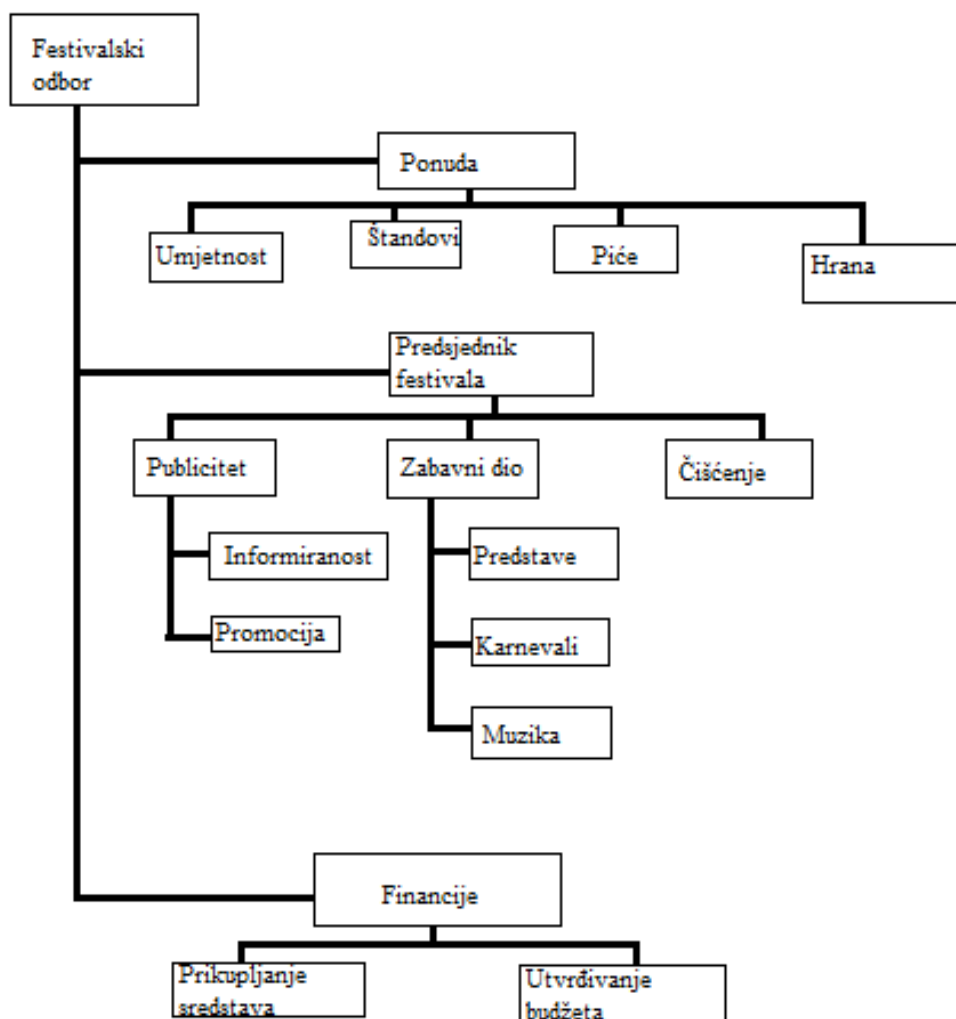 Festivalski
odbor
Ponuda
Umjetnost
Štandovi
Piće
Hrana
Predsjednik
festivala
Publicitet
Zabavni dio
Čišćenje
Informiranost
Predstave
Promocija
Karnevali
Muzika
Financije
Prikupljanje
sredstava
Utvrđivanje
budžeta